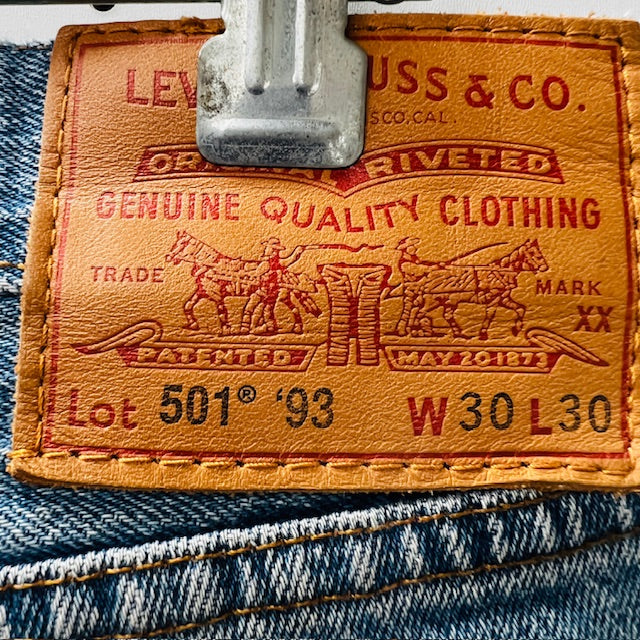 LEV USS & CO.
SCO, CAL.
ORIGINAL RIVETED
GENUINE QUALITY CLOTHING
TRADE MARK
XX
PATENTED MAY 20 1873
Lot 501® '93 W30 L30